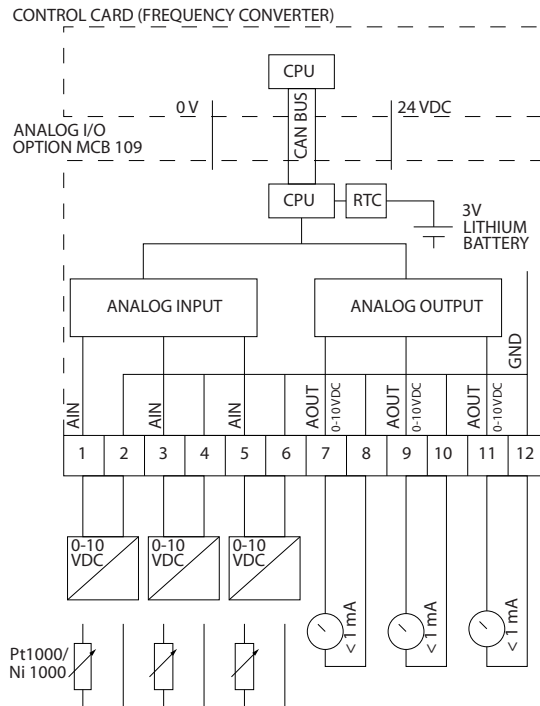 CONTROL CARD (FREQUENCY CONVERTER)
CPU
0 V
CAN BUS
24 VDC
ANALOG I/O
OPTION MCB 109
CPU
RTC
3V
LITHIUM
BATTERY
ANALOG INPUT
ANALOG OUTPUT
AIN
AIN
AIN
AOUT
0-10VDC
AOUT
0-10VDC
AOUT
0-10VDC
GND
1 2 3 4 5 6 7 8 9 10 11 12
0-10
VDC
0-10
VDC
0-10
VDC
<1 mA
<1 mA
<1 mA
Pt1000/
Ni 1000